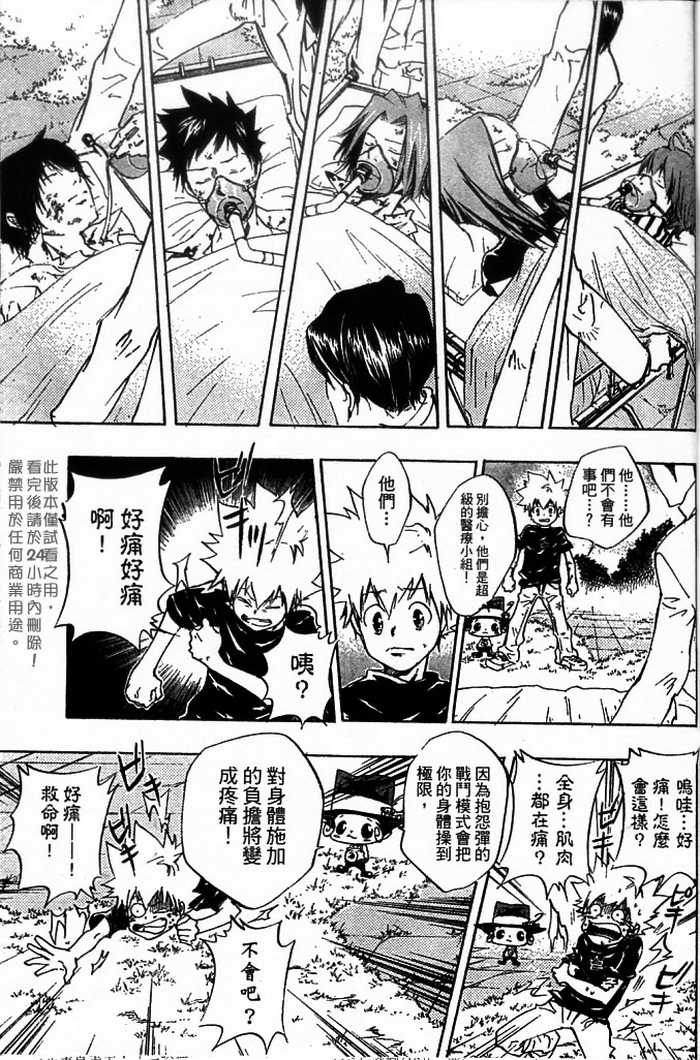 他……他
們不會有
事吧…？
別擔心，他們是超
級的醫療小組！
他
們…
咦？
好痛好痛
啊！
嗚哇…好
痛！怎麼
會這樣？
全身…肌肉
…都在痛？
因為抱怨彈的
戰鬥模式會把
你的身體操到
極限，
對身體施加
的負擔將變
成疼痛！
不會吧？
好痛——！
救命啊！
ピキ
ピキ
ピキ
此版本僅試看之用，
看完後請於24小時內刪除！
嚴禁用於任何商業用途。